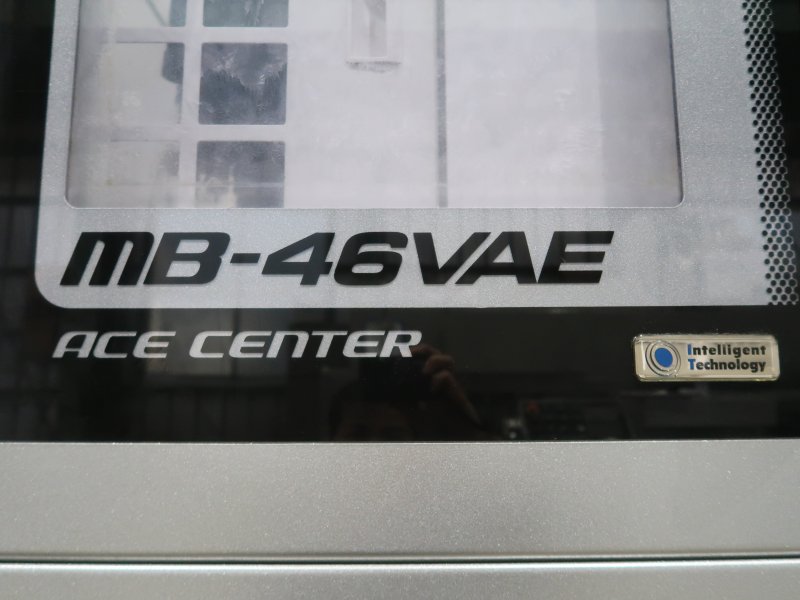 MB-46VAE
ACE CENTER
Intelligent
Technology